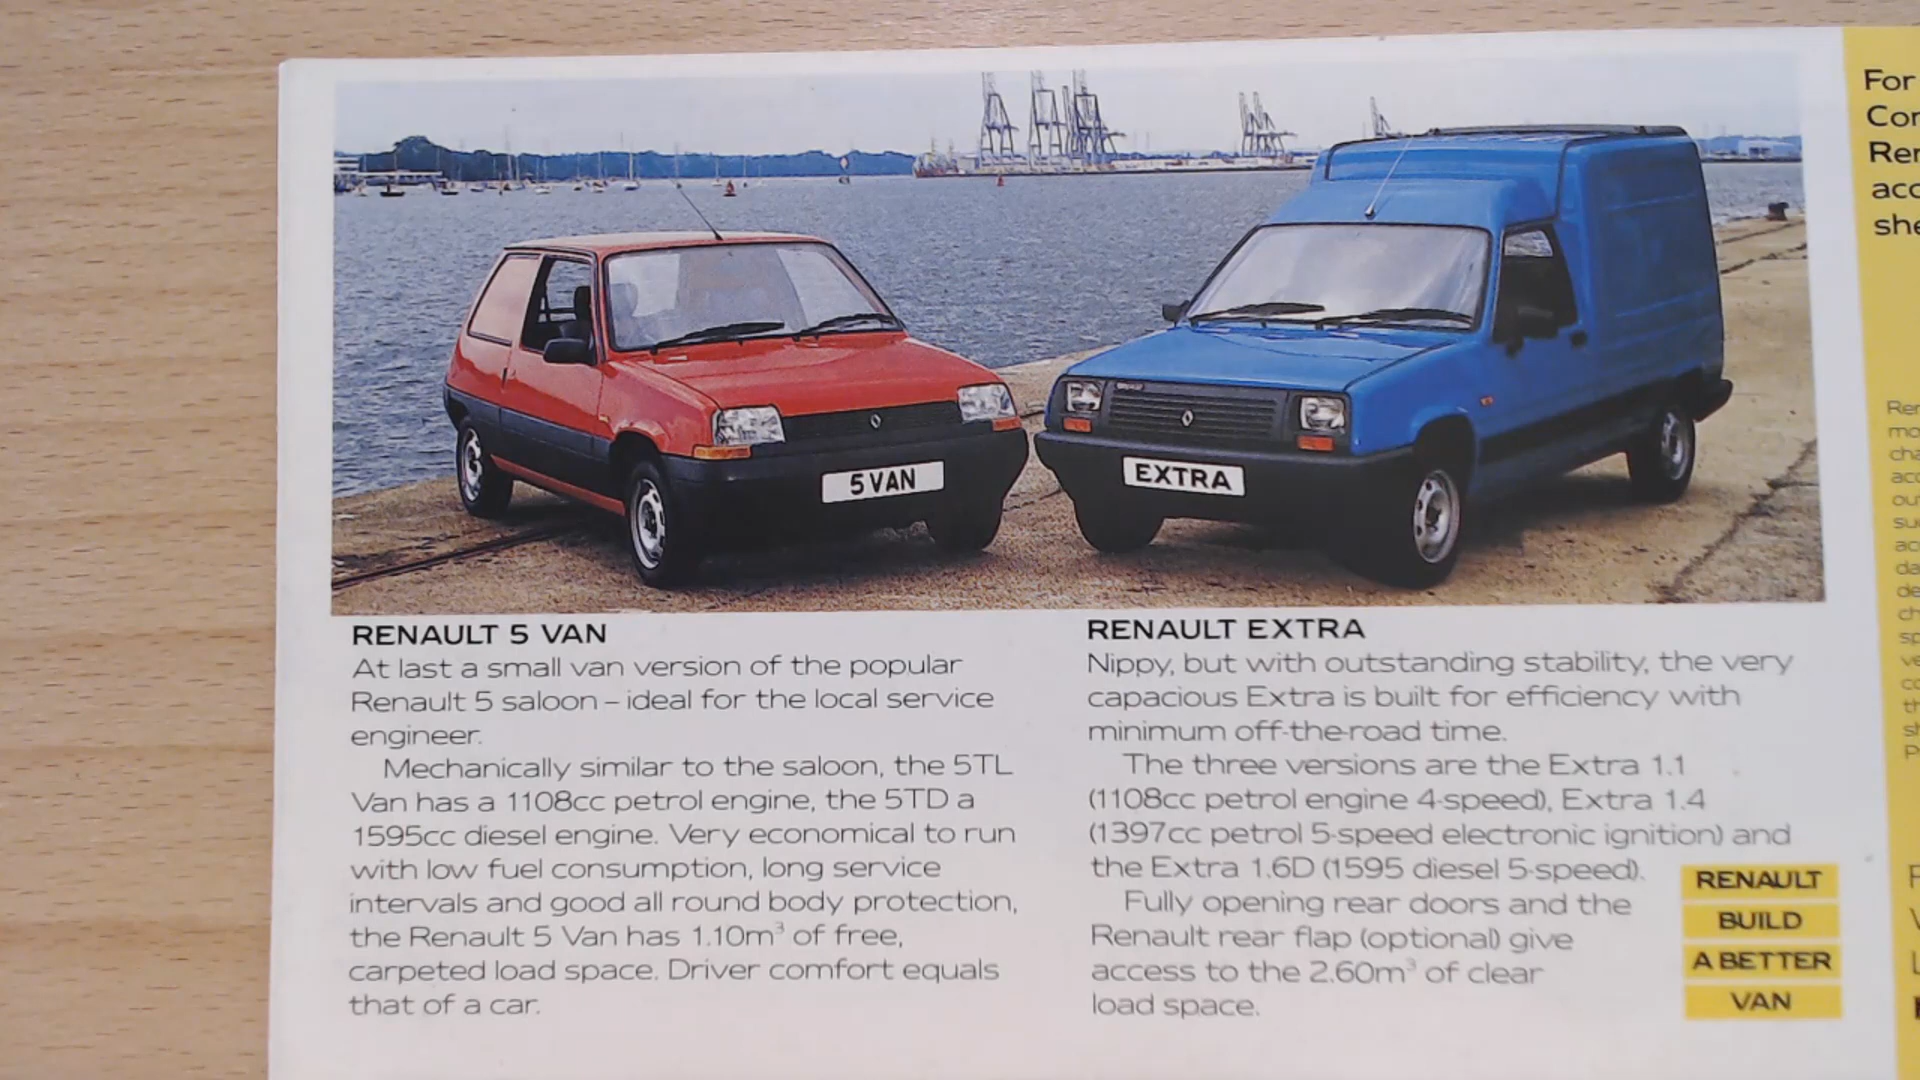 5 VAN
EXTRA
RENAULT 5 VAN
At last a small van version of the popular
Renault 5 saloon – ideal for the local service
engineer.
Mechanically similar to the saloon, the 5TL
Van has a 1108cc petrol engine, the 5TD a
1595cc diesel engine. Very economical to run
with low fuel consumption, long service
intervals and good all round body protection,
the Renault 5 Van has 1.10m³ of free,
carpeted load space. Driver comfort equals
that of a car.
RENAULT EXTRA
Nippy, but with outstanding stability, the very
capacious Extra is built for efficiency with
minimum off-the-road time.
The three versions are the Extra 1.1
(1108cc petrol engine 4-speed), Extra 1.4
(1397cc petrol 5-speed electronic ignition) and
the Extra 1.6D (1595 diesel 5-speed).
Fully opening rear doors and the
Renault rear flap (optional) give
access to the 2.60m³ of clear
load space.
RENAULT
BUILD
A BETTER
VAN
For